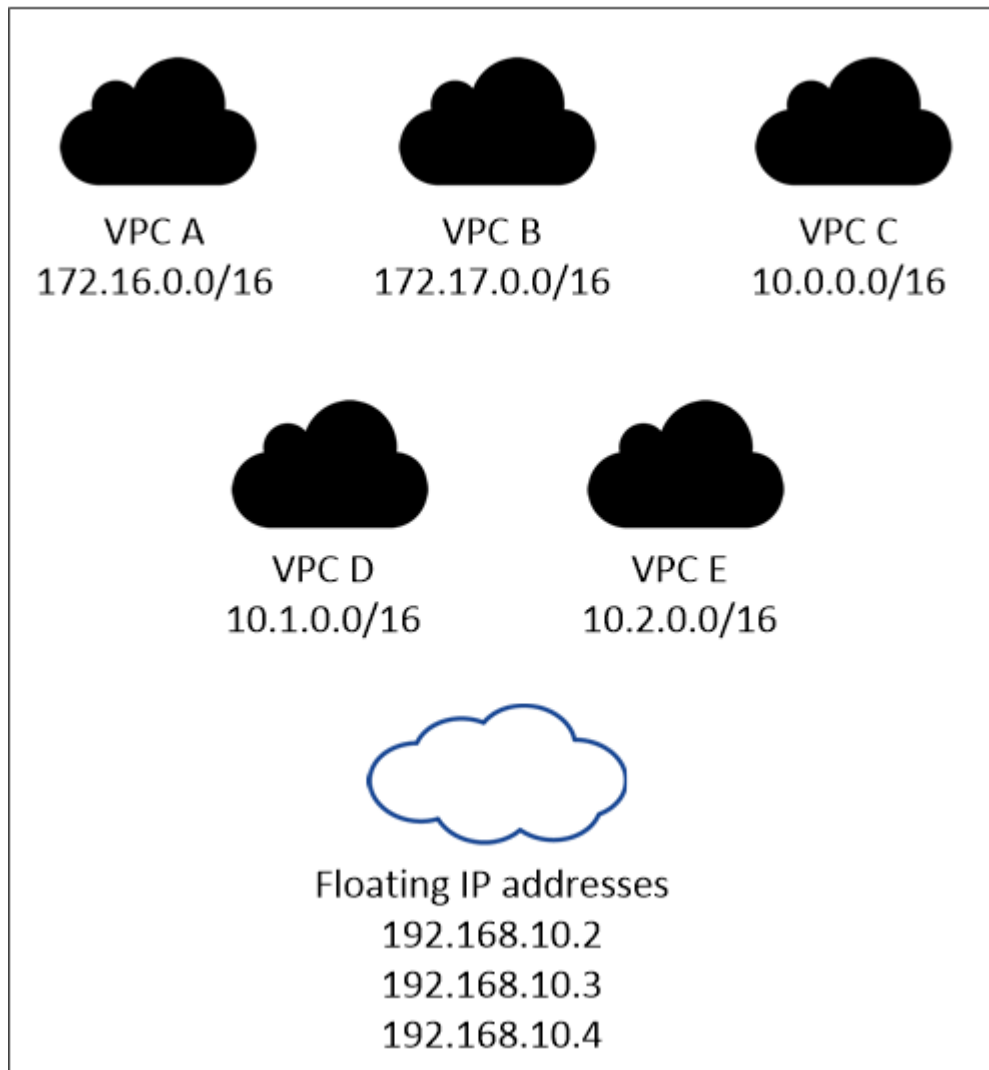 VPC A
172.16.0.0/16
VPC B
172.17.0.0/16
VPC C
10.0.0.0/16
VPC D
10.1.0.0/16
VPC E
10.2.0.0/16
Floating IP addresses
192.168.10.2
192.168.10.3
192.168.10.4